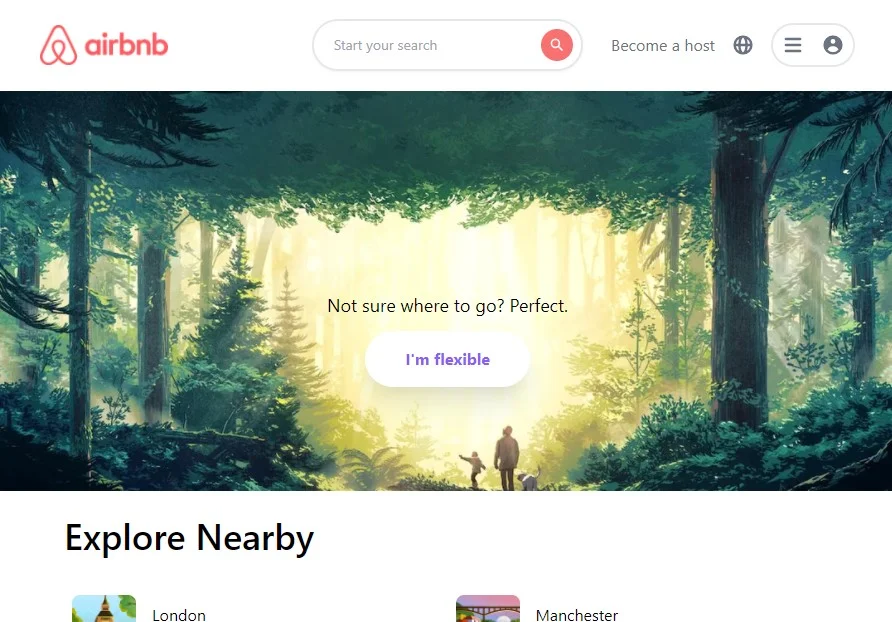 airbnb
Start your search
Become a host
Not sure where to go? Perfect.
I'm flexible
Explore Nearby
London
Manchester